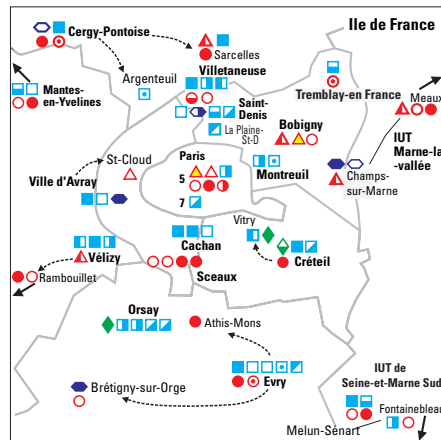 Ile de France
Cergy-Pontoise
Sarcelles
Argenteuil
Villetaneuse
Mantes-
en-Yvelines
Saint-
Denis
La Plaine-
St-D
Tremblay-en France
Meaux
Bobigny
IUT
Marne-la-
vallée
St-Cloud
Paris
5
7
Montreuil
Champs-
sur-Marne
Ville d'Avray
Vitry
Cachan
Créteil
Vélizy
Rambouillet
Sceaux
Orsay
Athis-Mons
Evry
Brétigny-sur-Orge
IUT de
Seine-et-Marne Sud
Fontainebleau
Melun-Sénart